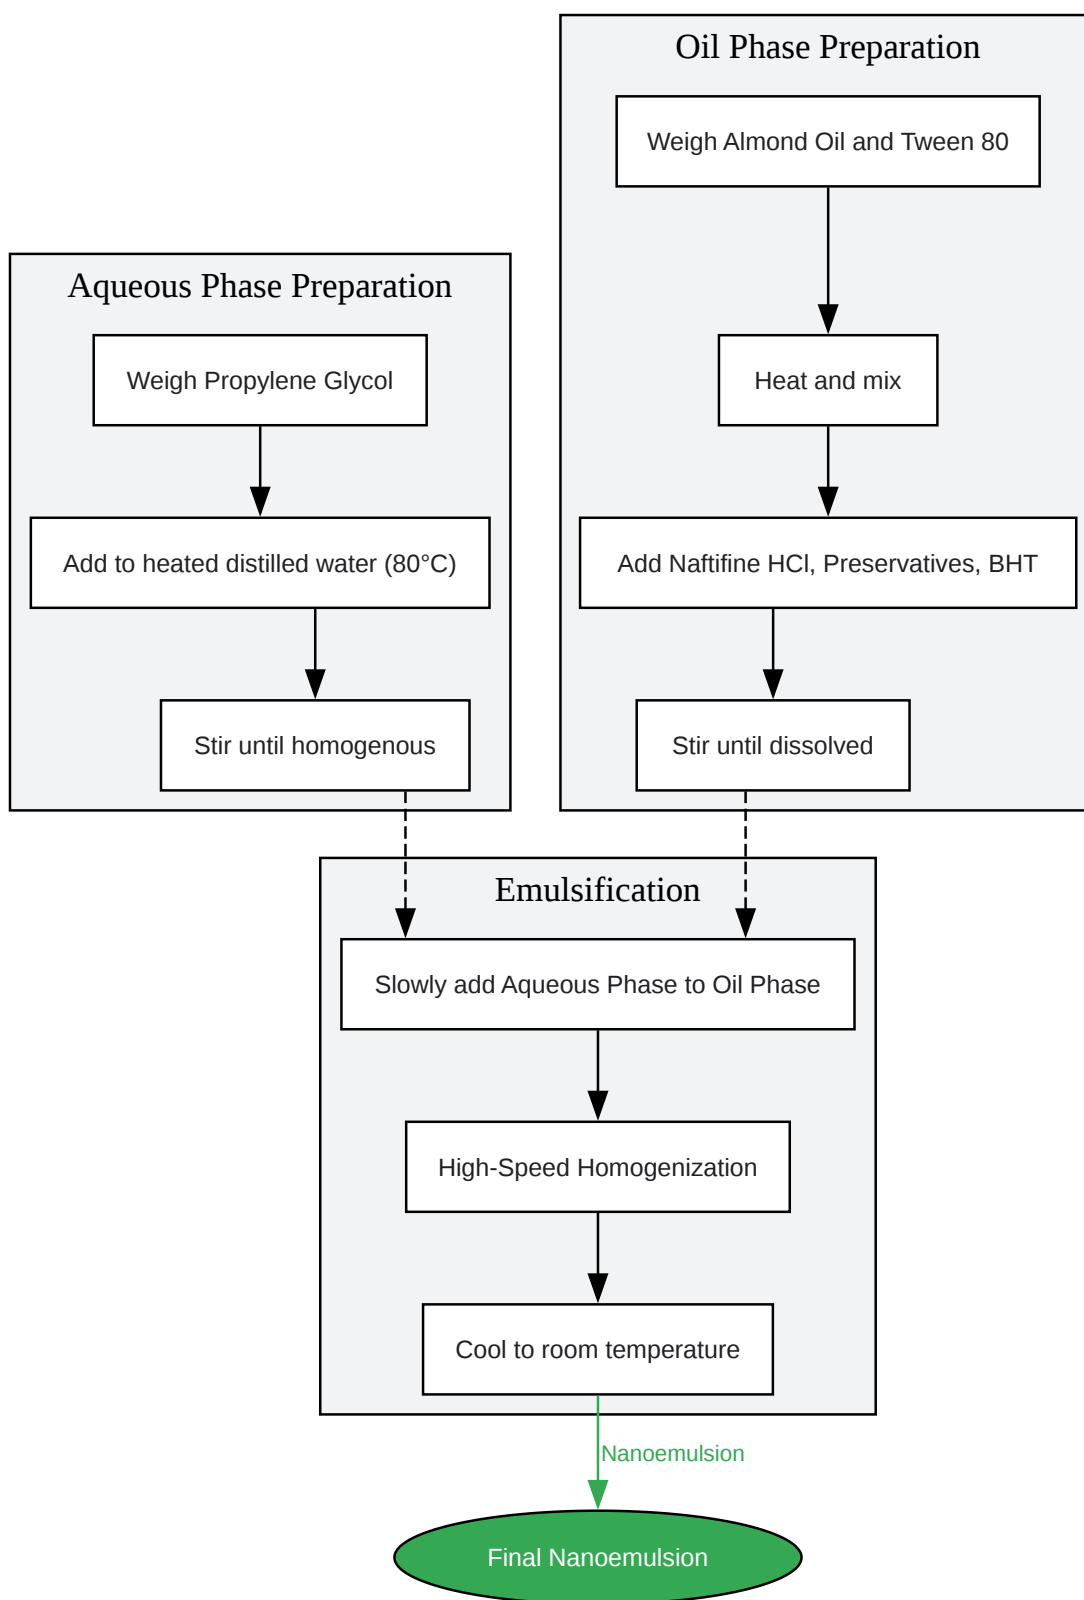 Oil Phase Preparation
Weigh Almond Oil and Tween 80
Heat and mix
Add Naftifine HCl, Preservatives, BHT
Stir until dissolved
Aqueous Phase Preparation
Weigh Propylene Glycol
Add to heated distilled water (80°C)
Stir until homogenous
Emulsification
Slowly add Aqueous Phase to Oil Phase
High-Speed Homogenization
Cool to room temperature
Nanoemulsion
Final Nanoemulsion